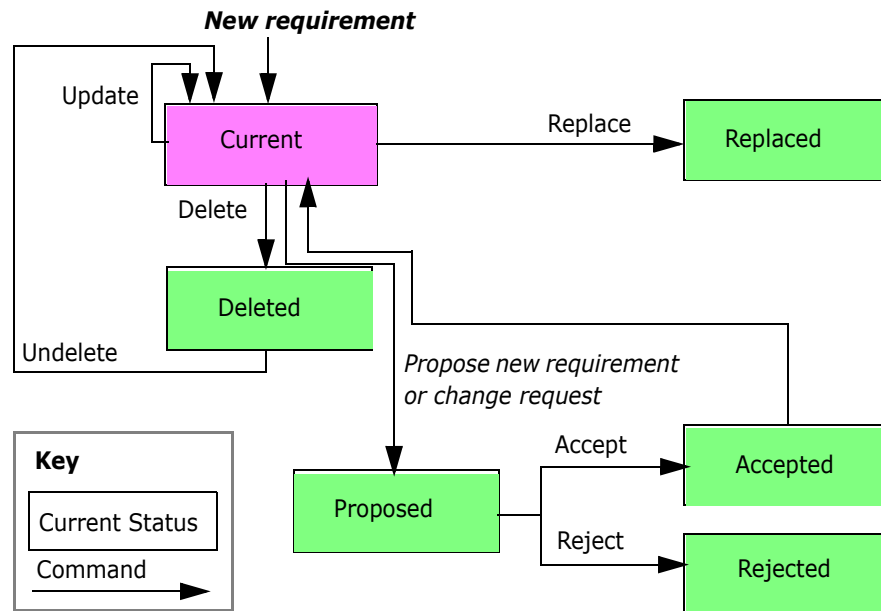 New requirement
Update
Current
Replace
Replaced
Delete
Deleted
Undelete
Propose new requirement
or change request
Key
Current Status
Command
Proposed
Accept
Accepted
Reject
Rejected